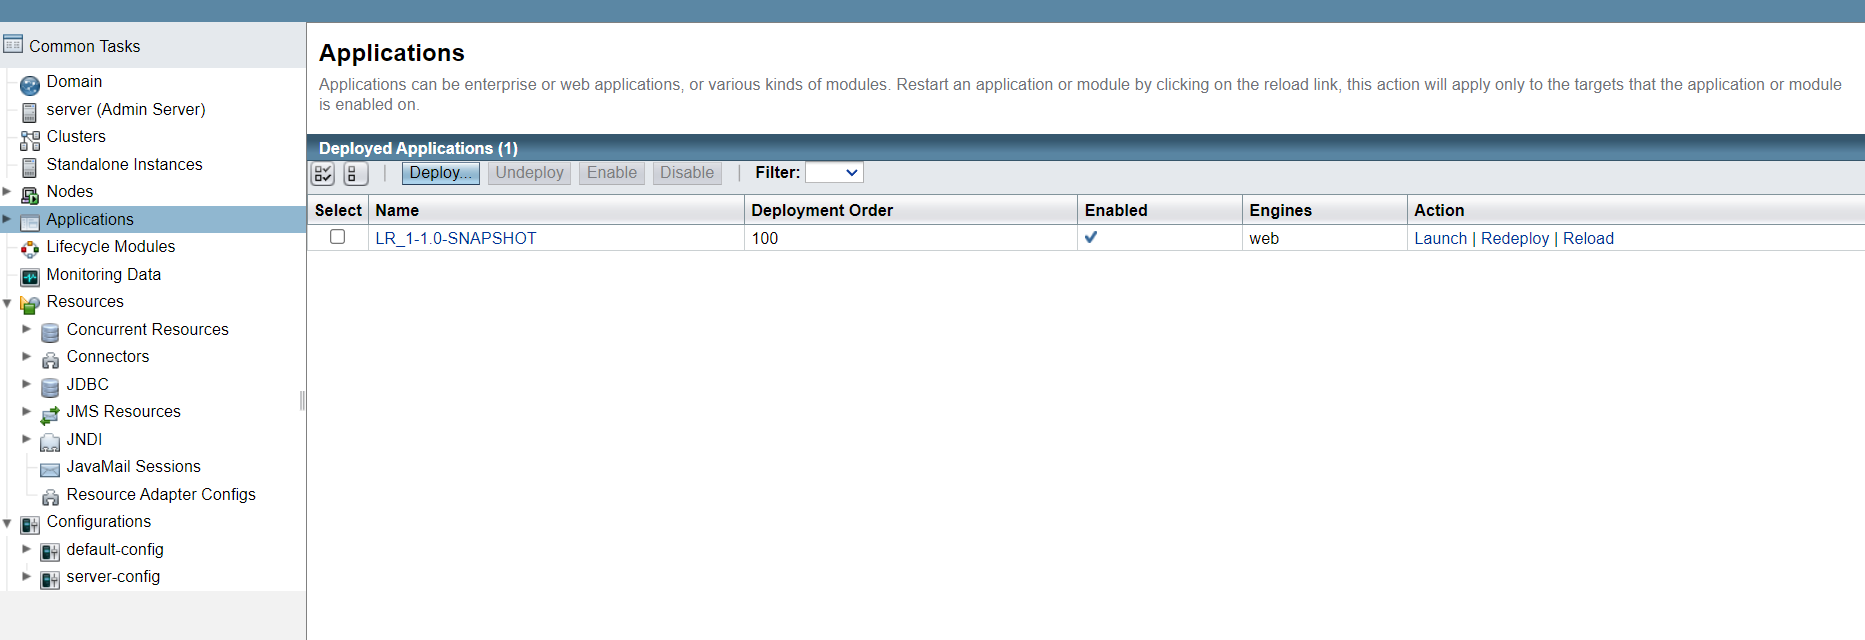 Common Tasks
Domain
server (Admin Server)
Clusters
Standalone Instances
Nodes
Applications
Lifecycle Modules
Monitoring Data
Resources
Concurrent Resources
Connectors
JDBC
JMS Resources
JNDI
JavaMail Sessions
Resource Adapter Configs
Configurations
default-config
server-config
Applications
Applications can be enterprise or web applications, or various kinds of modules. Restart an application or module by clicking on the reload link, this action will apply only to the targets that the application or module
is enabled on.
Deployed Applications (1)
Deploy... Undeploy Enable Disable Filter:
Select Name Deployment Order Enabled Engines Action
LR_1-1.0-SNAPSHOT 100 web Launch | Redeploy | Reload